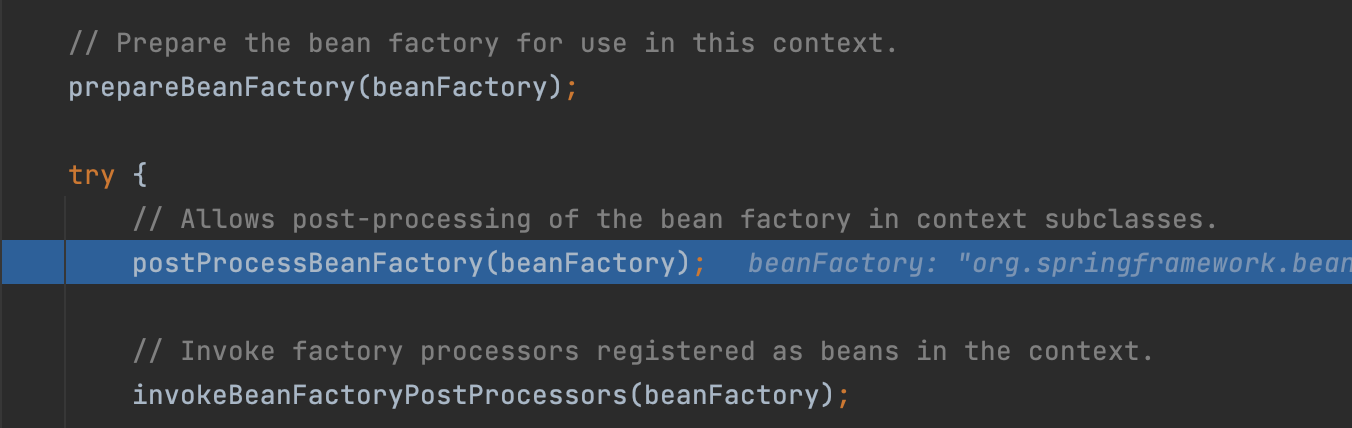 // Prepare the bean factory for use in this context.
prepareBeanFactory(beanFactory);
try {
// Allows post-processing of the bean factory in context subclasses.
postProcessBeanFactory(beanFactory); beanFactory: "org.springframework.bean
// Invoke factory processors registered as beans in the context.
invokeBeanFactoryPostProcessors(beanFactory);